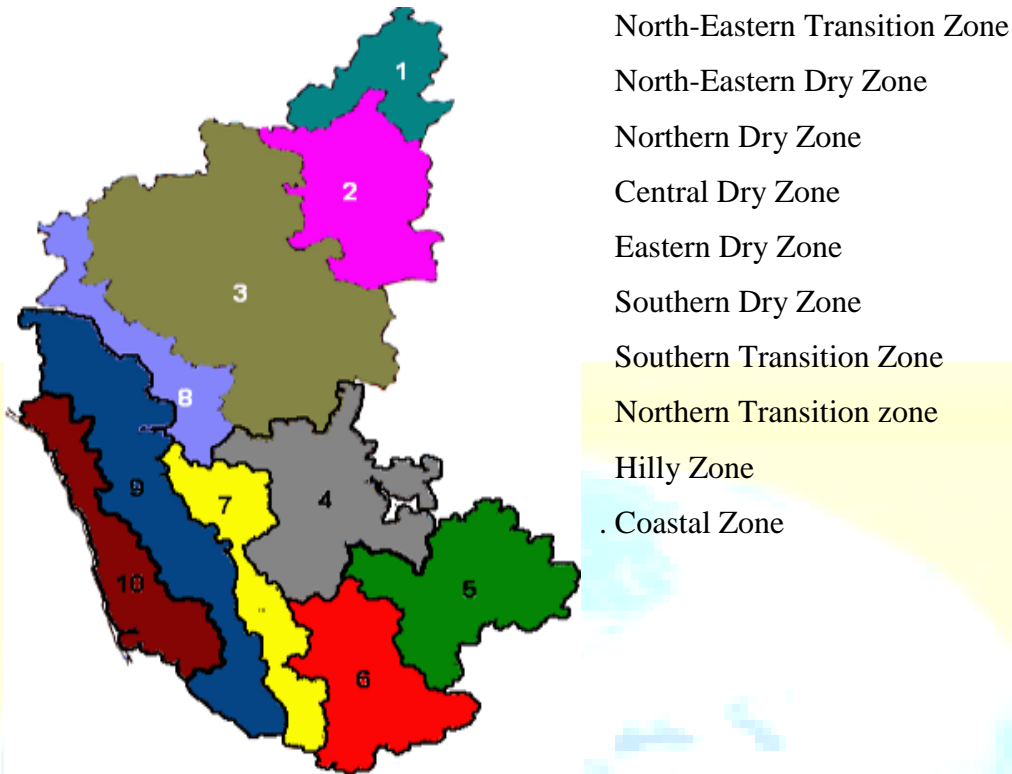 North-Eastern Transition Zone
North-Eastern Dry Zone
Northern Dry Zone
Central Dry Zone
Eastern Dry Zone
Southern Dry Zone
Southern Transition Zone
Northern Transition zone
Hilly Zone
. Coastal Zone
1
2
3
8
9
7
4
10
5
6